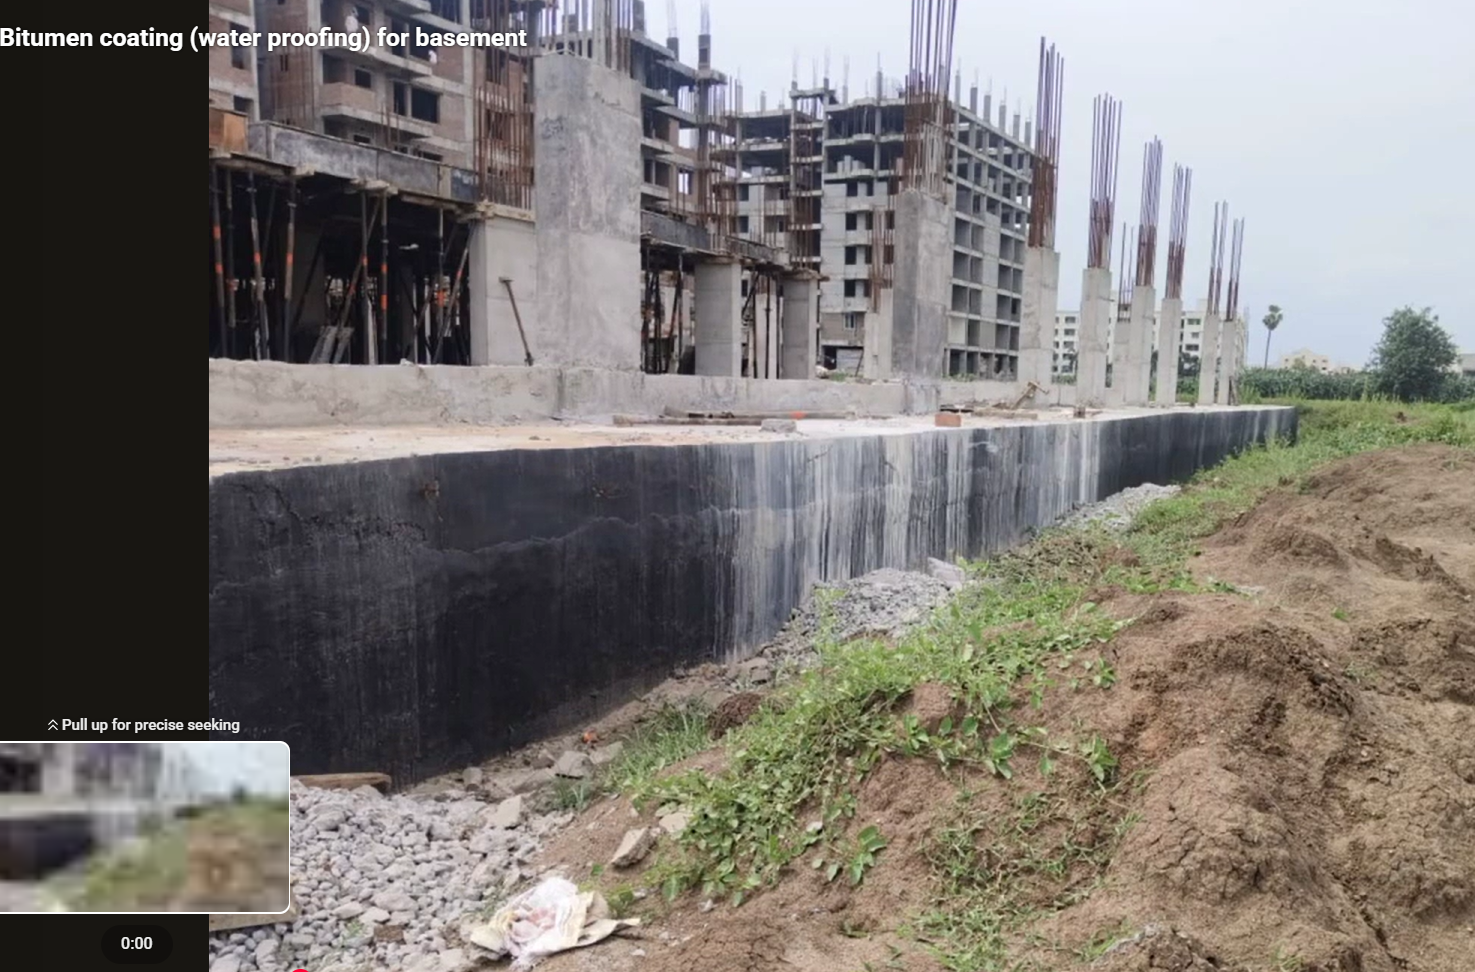 Bitumen coating (water proofing) for basement
Pull up for precise seeking
0:00